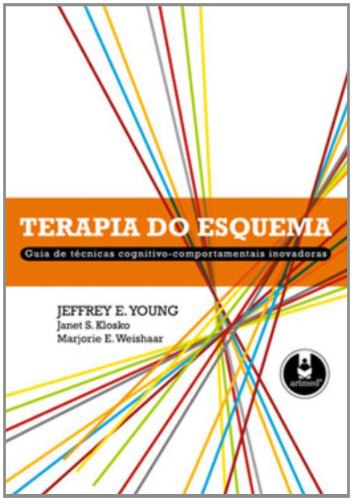 TERAPIA DO ESQUEMA
Guia de técnicas cognitivo-comportamentais inovadoras
JEFFREY E. YOUNG
Janet S. Klosko
Marjorie E. Weishaar
artmed®